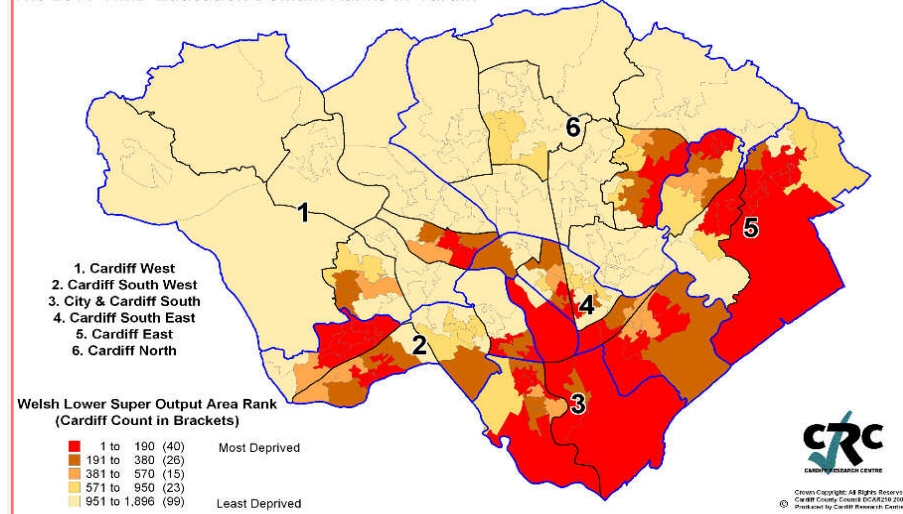 6
1
5
1. Cardiff West
2. Cardiff South West
3. City & Cardiff South
4. Cardiff South East
5. Cardiff East
6. Cardiff North
4
2
3
Welsh Lower Super Output Area Rank
(Cardiff Count in Brackets)
1 to 190 (40) Most Deprived
191 to 380 (26)
381 to 570 (15)
571 to 950 (23)
951 to 1,896 (99) Least Deprived
CRC
CARDIFF RESEARCH CENTRE
Crown Copyright: All Rights Reserve
Cardiff County Council DCAR250 200
© Produced by Cardiff Research Centre